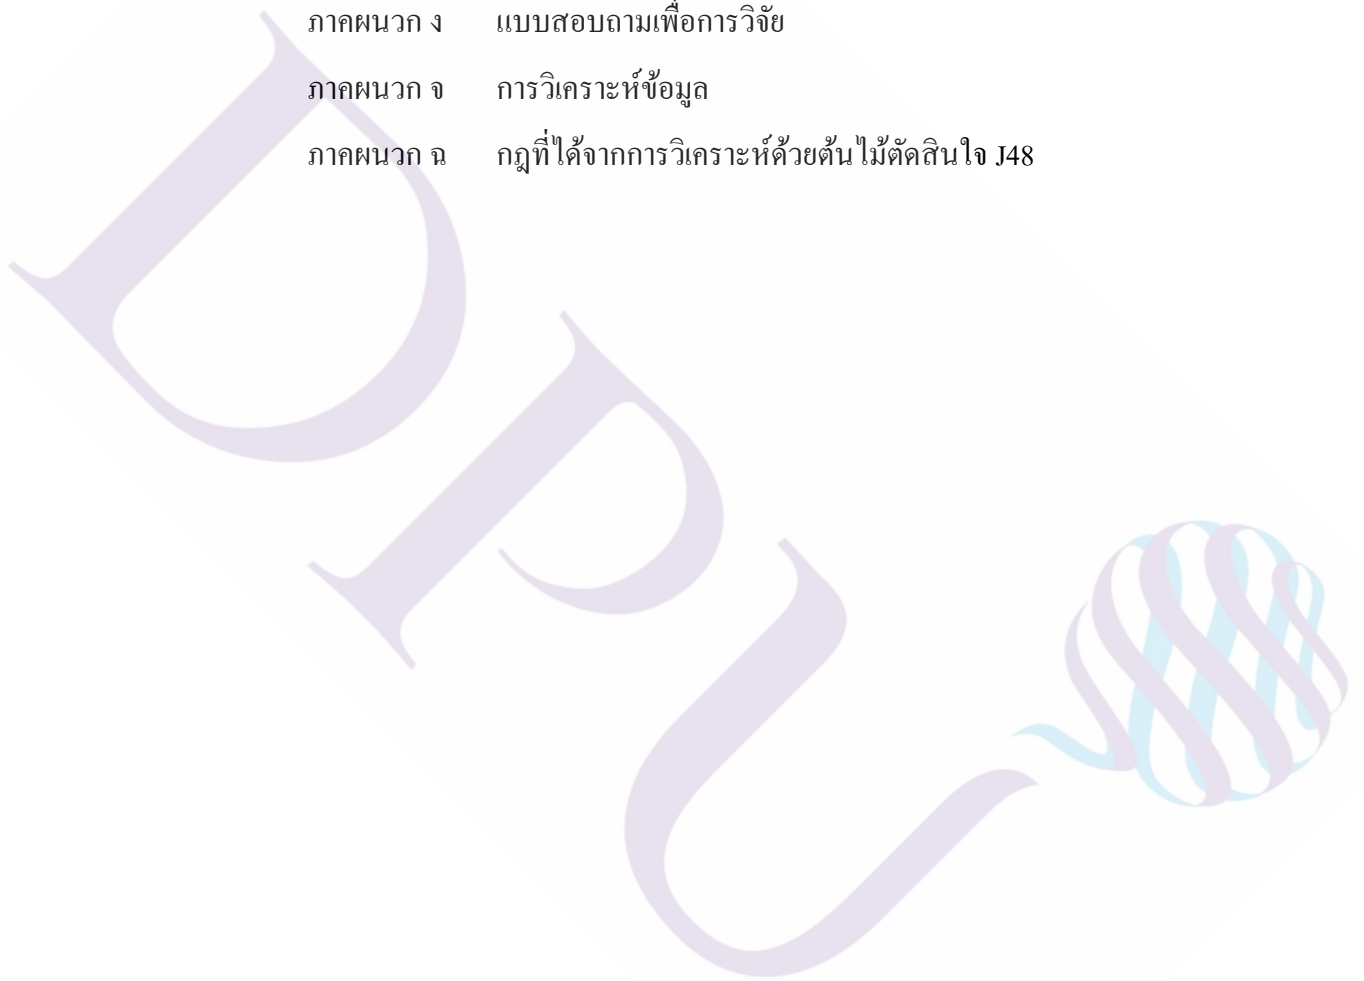 ภาคผนวก ง แบบสอบถามเพื่อการวิจัย
ภาคผนวก จ การวิเคราะห์ข้อมูล
ภาคผนวก ฉ กฎที่ได้จากการวิเคราะห์ด้วยต้นไม้ตัดสินใจ J48
DPU